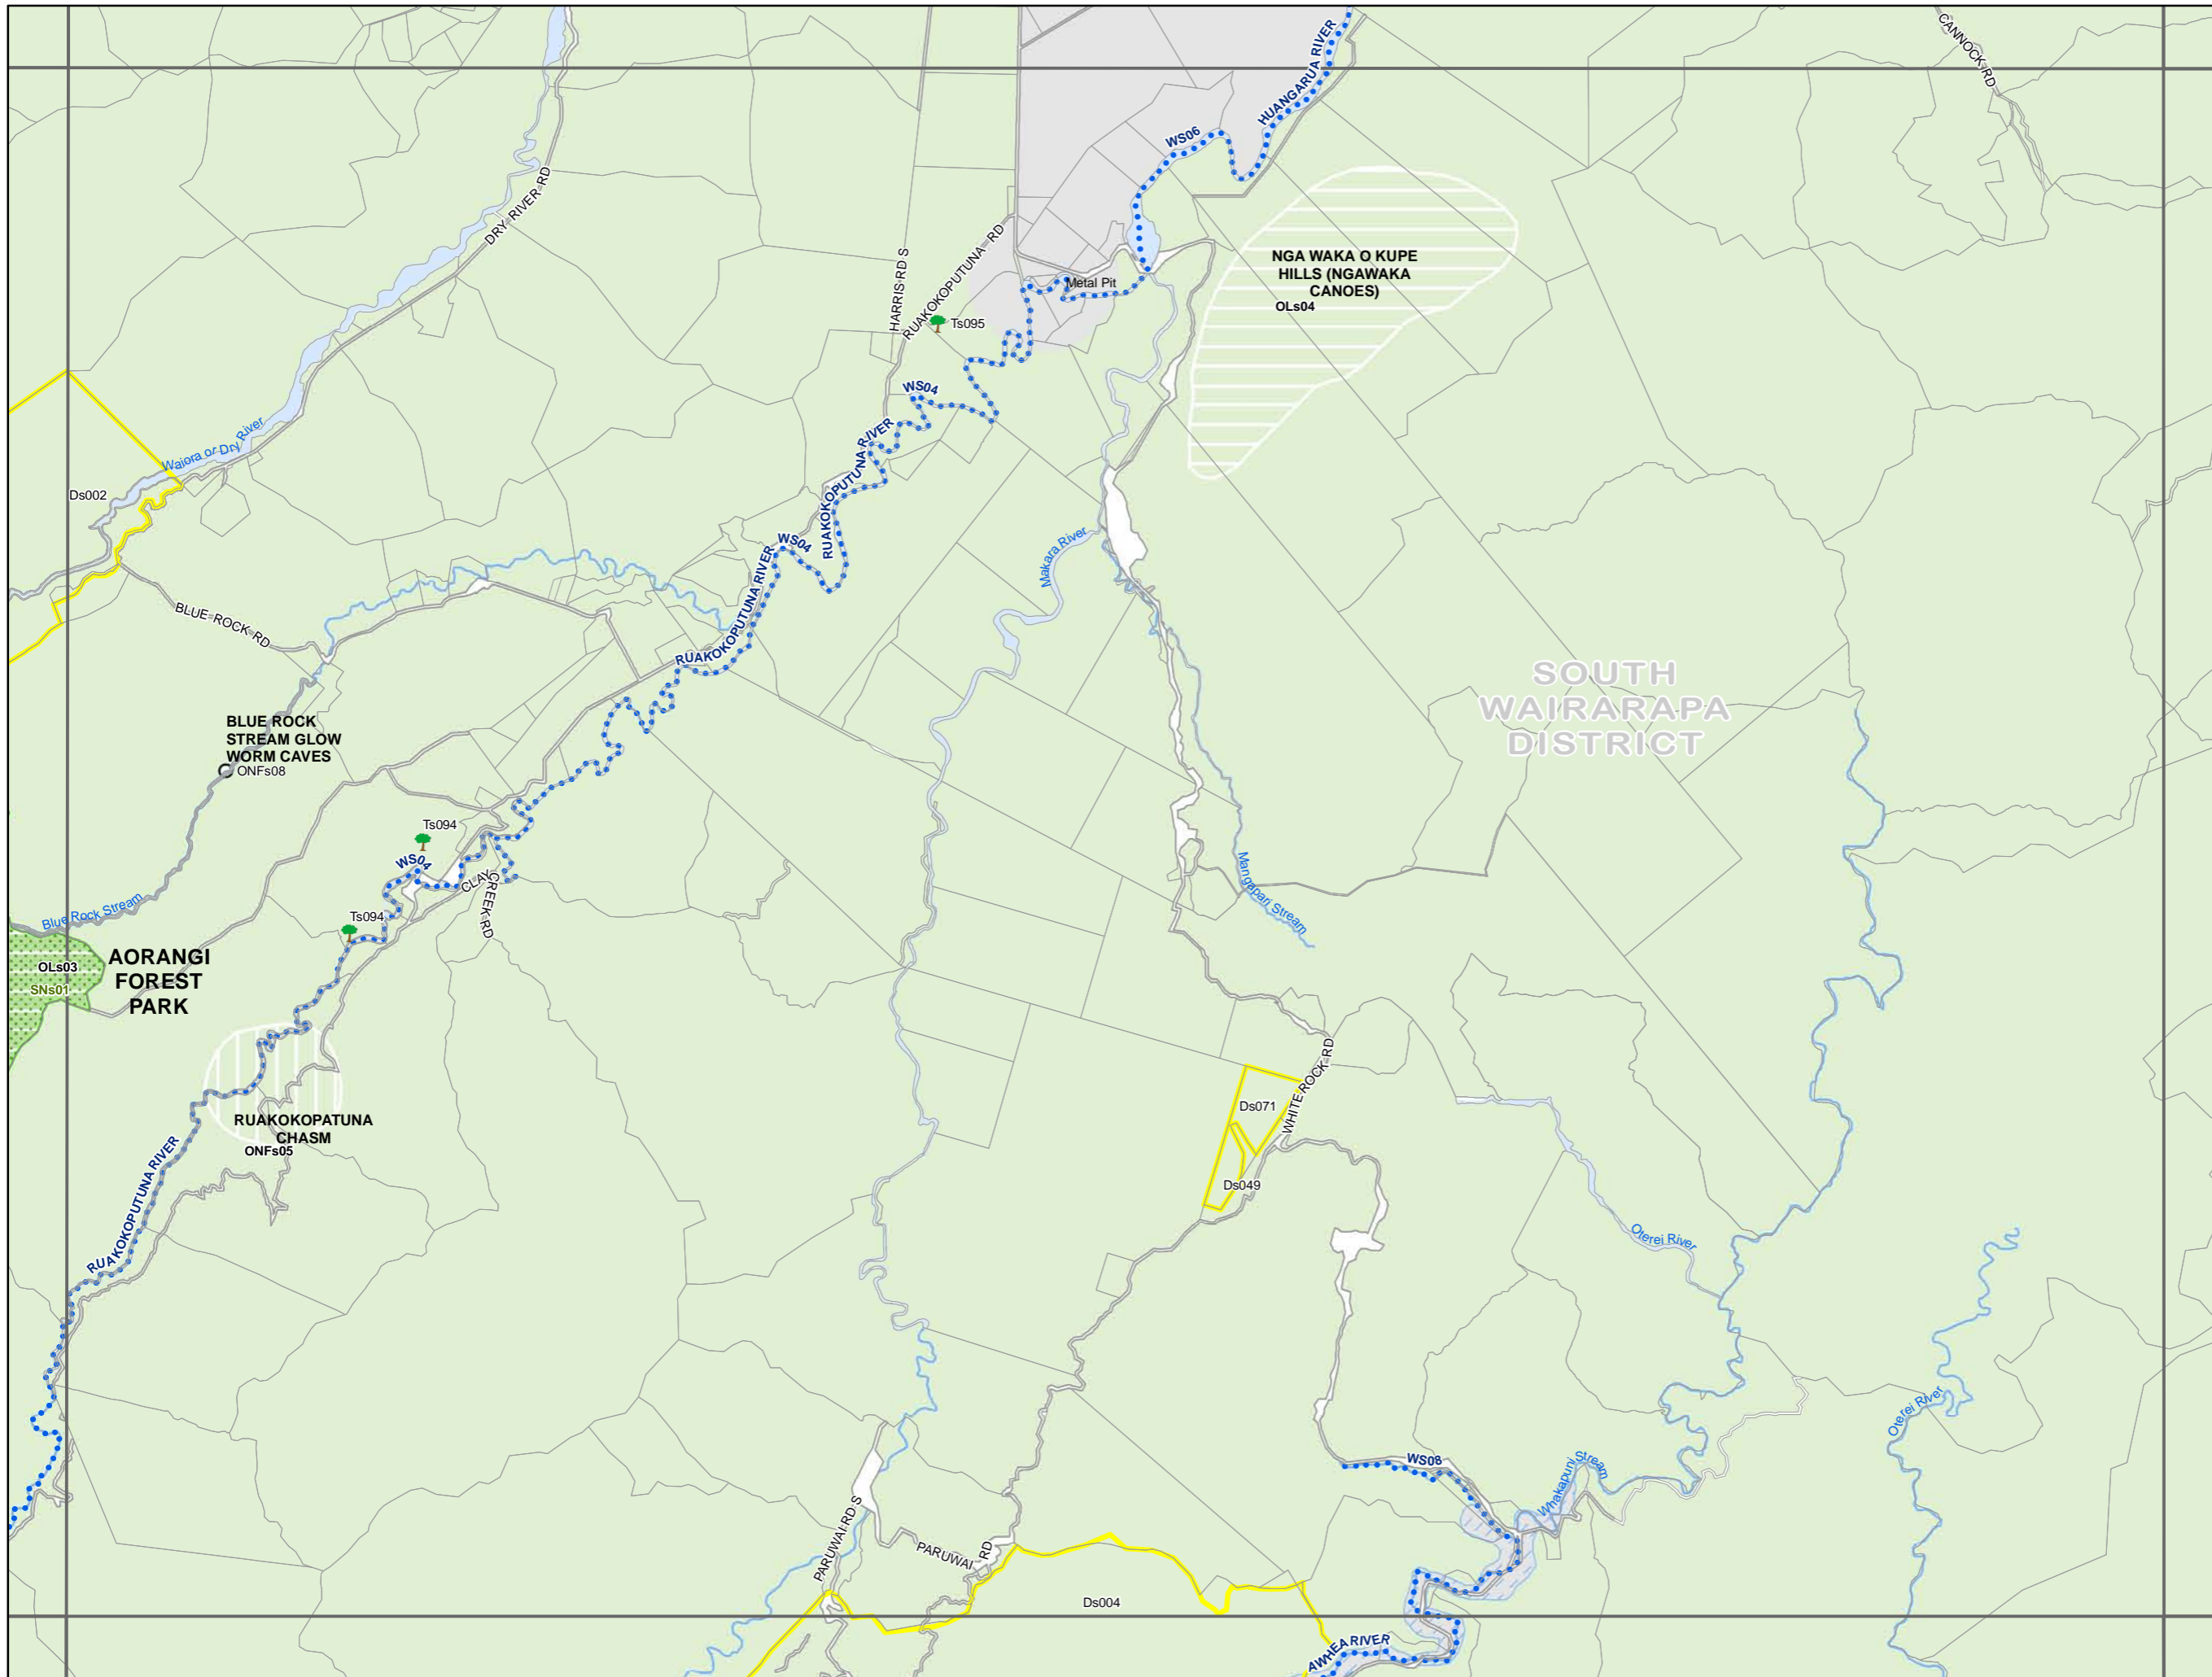 CANNOCK RD
HUANGARUA RIVER
WS06
DRY RIVER RD
HARRIS RD S
RUAKOKOPUTUNA RD
NGA WAKA O KUPE
HILLS (NGAWAKA
CANOES)
OLs04
Metal Pit
Ts095
WS04
RUAKOKOPUTUNA RIVER
Waiora or Dry River
Ds002
WS04
RUAKOKOPUTUNA RIVER
Makara River
BLUE ROCK RD
RUAKOKOPUTUNA RIVER
SOUTH
WAIRARAPA
DISTRICT
BLUE ROCK
STREAM GLOW
WORM CAVES
ONFs08
Ts094
WS04
CLAY
CREEK RD
Mangapari Stream
Blue Rock Stream
Ts094
AORANGI
FOREST
PARK
OLs03
SNs01
WHITE ROCK RD
Ds071
RUAKOKOPATUNA
CHASM
ONFs05
RUAKOKOPUTUNA RIVER
Ds049
Oterei River
Oterei River
WS08
Whakapuni Stream
PARUWAI RD S
PARUWAI RD
Ds004
AWHEA RIVER